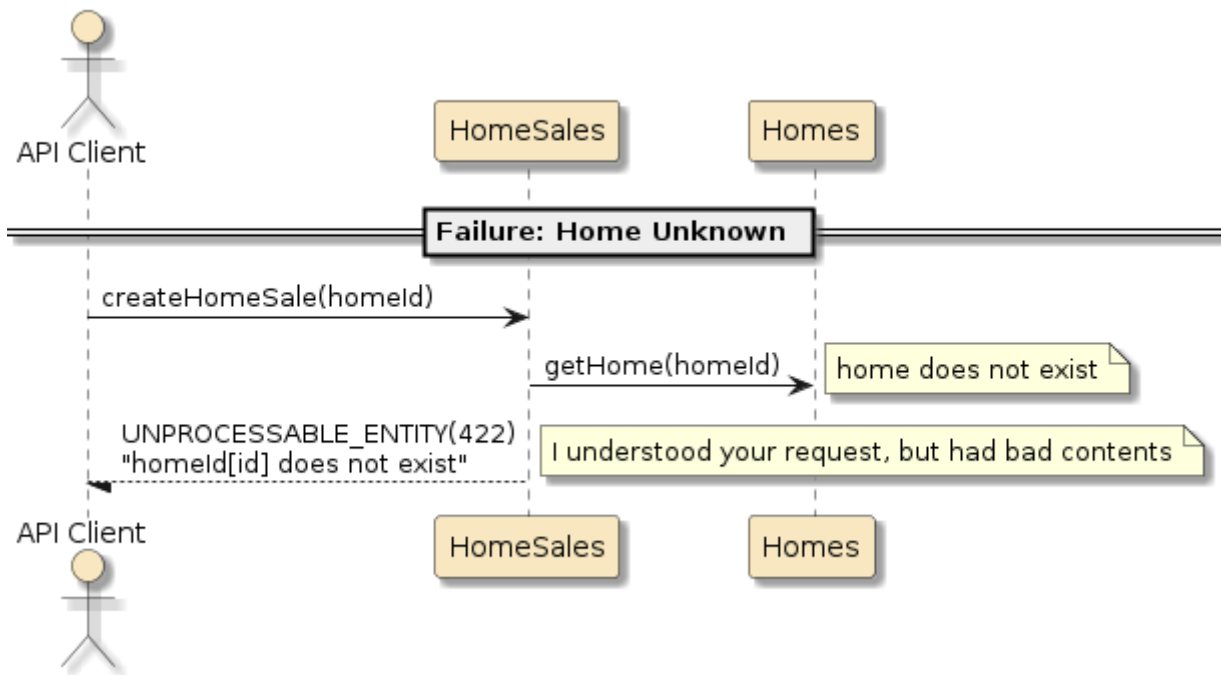 API Client
HomeSales
Homes
Failure: Home Unknown
createHomeSale(homeId)
getHome(homeId)
home does not exist
UNPROCESSABLE_ENTITY(422)
"homeId[id] does not exist"
I understood your request, but had bad contents
API Client
HomeSales
Homes